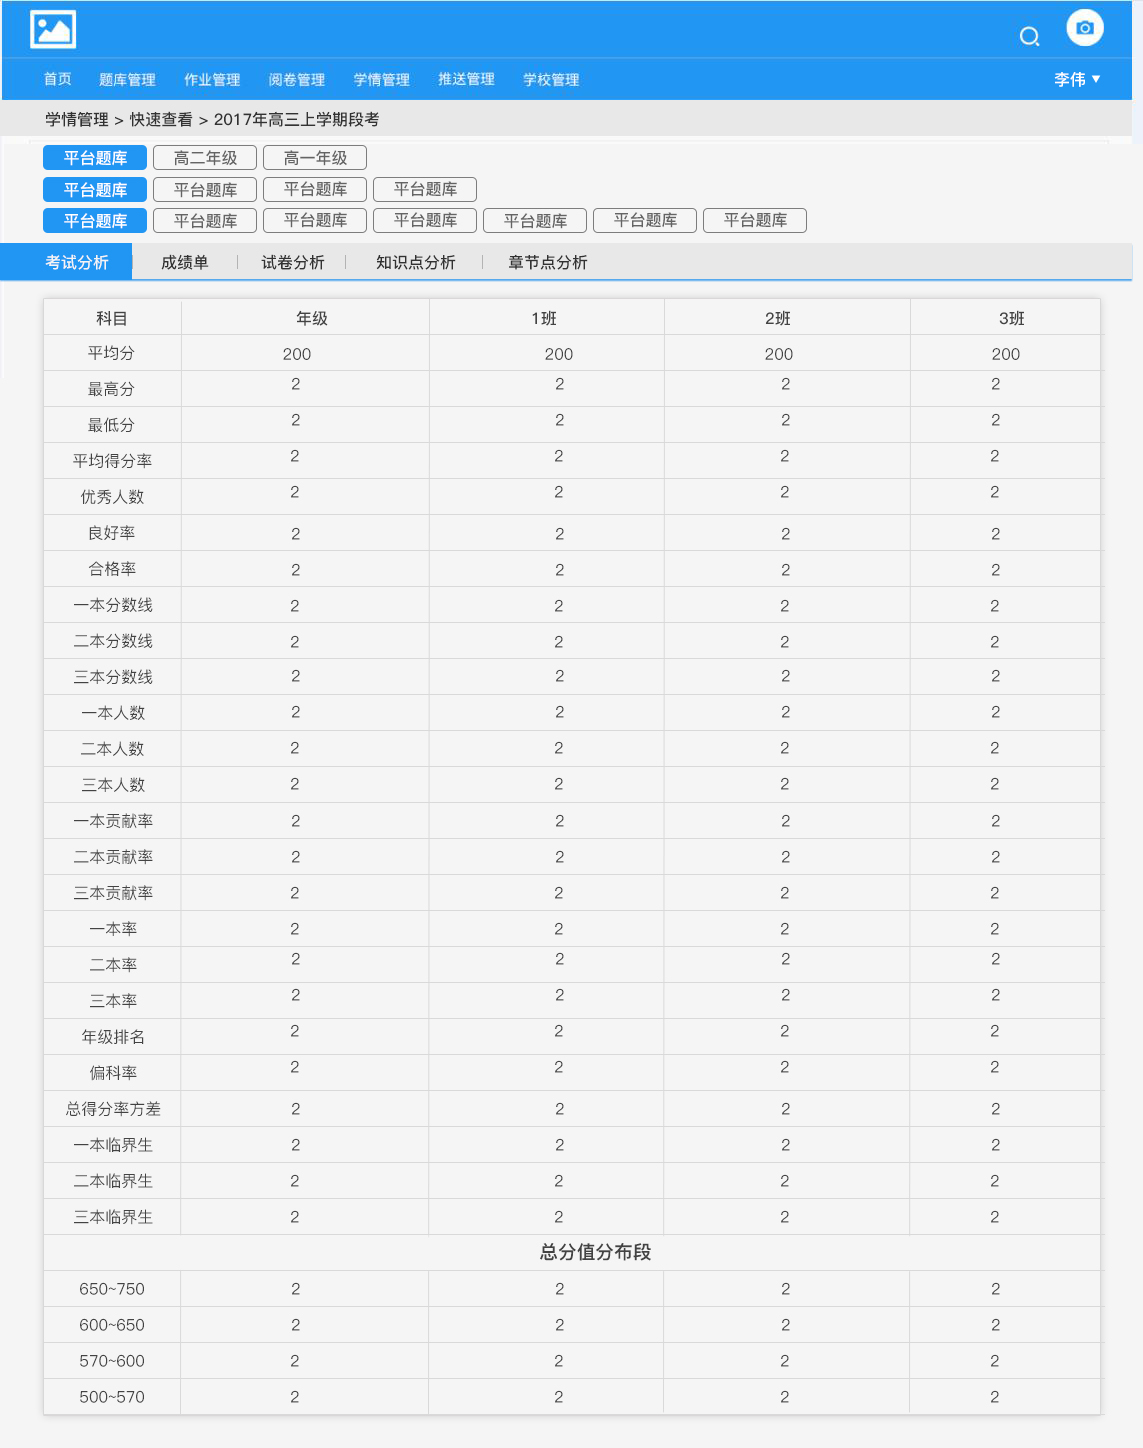 首页 题库管理 作业管理 阅卷管理 学情管理 推送管理 学校管理 李伟
学情管理 > 快速查看 > 2017年高三上学期段考
平台题库 高二年级 高一年级
平台题库 平台题库 平台题库 平台题库
平台题库 平台题库 平台题库 平台题库 平台题库 平台题库 平台题库
考试分析 成绩单 试卷分析 知识点分析 章节点分析
科目 年级 1班 2班 3班
平均分 200 200 200 200
最高分 2 2 2 2
最低分 2 2 2 2
平均得分率 2 2 2 2
优秀人数 2 2 2 2
良好率 2 2 2 2
合格率 2 2 2 2
一本分数线 2 2 2 2
二本分数线 2 2 2 2
三本分数线 2 2 2 2
一本人数 2 2 2 2
二本人数 2 2 2 2
三本人数 2 2 2 2
一本贡献率 2 2 2 2
二本贡献率 2 2 2 2
三本贡献率 2 2 2 2
一本率 2 2 2 2
二本率 2 2 2 2
三本率 2 2 2 2
年级排名 2 2 2 2
偏科率 2 2 2 2
总得分率方差 2 2 2 2
一本临界生 2 2 2 2
二本临界生 2 2 2 2
三本临界生 2 2 2 2
总分值分布段
650~750 2 2 2 2
600~650 2 2 2 2
570~600 2 2 2 2
500~570 2 2 2 2